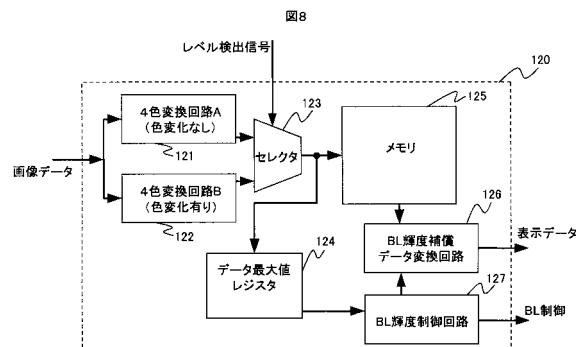 図8
レベル検出信号
120
4色変換回路A
(色変化なし)
121
123
セレクタ
125
メモリ
画像データ
4色変換回路B
(色変化有り)
122
126
BL輝度補償
データ変換回路
表示データ
124
データ最大値
レジスタ
127
BL輝度制御回路
BL制御